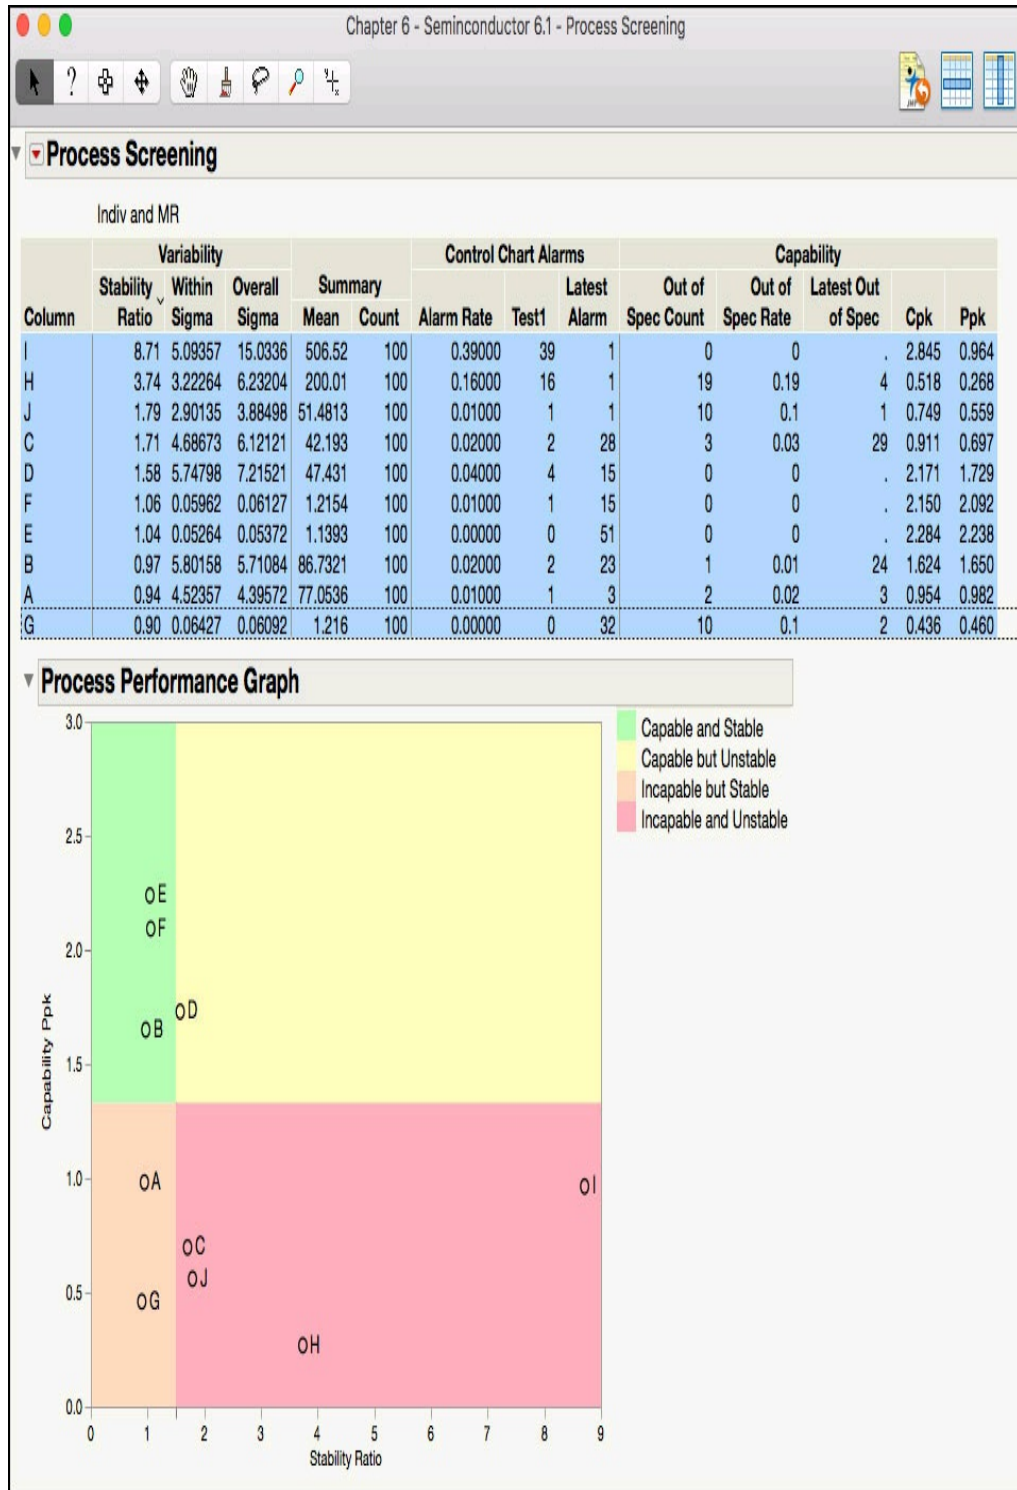 Chapter 6 - Seminconductor 6.1 - Process Screening
Process Screening
Indiv and MR
Variability Control Chart Alarms Capability
Stability Within Overall Summary Latest Out of Out of Latest Out
Column Ratio Sigma Sigma Mean Count Alarm Rate Test1 Alarm Spec Count Spec Rate of Spec Cpk Ppk
I 8.71 5.09357 15.0336 506.52 100 0.39000 39 1 0 0 . 2.845 0.964
H 3.74 3.22264 6.23204 200.01 100 0.16000 16 1 19 0.19 4 0.518 0.268
J 1.79 2.90135 3.88498 51.4813 100 0.01000 1 1 10 0.1 1 0.749 0.559
C 1.71 4.68673 6.12121 42.193 100 0.02000 2 28 3 0.03 29 0.911 0.697
D 1.58 5.74798 7.21521 47.431 100 0.04000 4 15 0 0 . 2.171 1.729
F 1.06 0.05962 0.06127 1.2154 100 0.01000 1 15 0 0 . 2.150 2.092
E 1.04 0.05264 0.05372 1.1393 100 0.00000 0 51 0 0 . 2.284 2.238
B 0.97 5.80158 5.71084 86.7321 100 0.02000 2 23 1 0.01 24 1.624 1.650
A 0.94 4.52357 4.39572 77.0536 100 0.01000 1 3 2 0.02 3 0.954 0.982
G 0.90 0.06427 0.06092 1.216 100 0.00000 0 32 10 0.1 2 0.436 0.460
Process Performance Graph
3.0
Capable and Stable
Capable but Unstable
Incapable but Stable
Incapable and Unstable
2.5
E
F
2.0
D
B
1.5
Capability Ppk
1.0
A
I
C
J
0.5
G
H
0.0
0 1 2 3 4 5 6 7 8 9
Stability Ratio